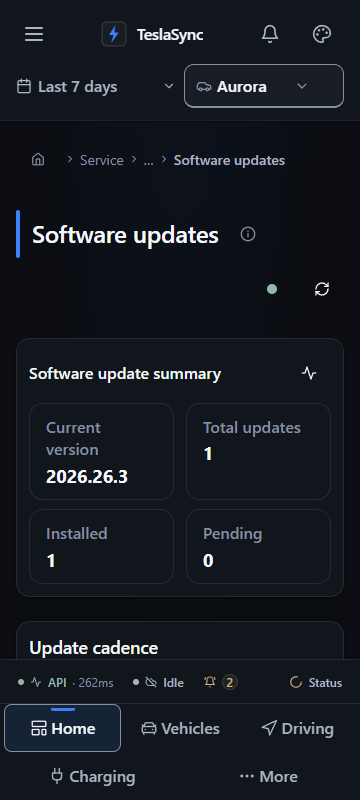 TeslaSync
Last 7 days
Aurora
Service
...
Software updates
Software updates
Software update summary
Current version
2026.26.3
Total updates
1
Installed
1
Pending
0
Update cadence
API · 262ms
Idle
2
Status
Home
Vehicles
Driving
Charging
More